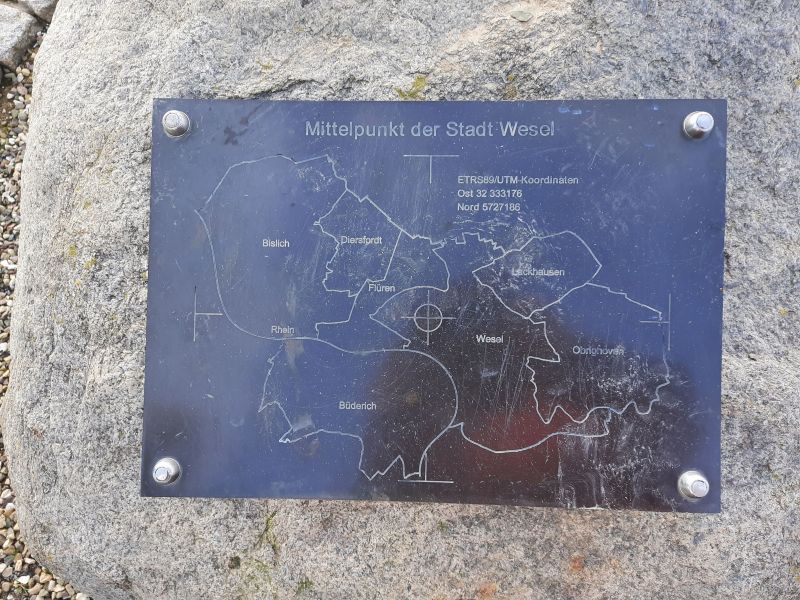 Mittelpunkt der Stadt Wesel
ETRS89/UTM-Koordinaten
Ost 32 333176
Nord 5727186
Bislich
Diersfordt
Lackhausen
Flüren
Rhein
Wesel
Obrighoven
Büderich